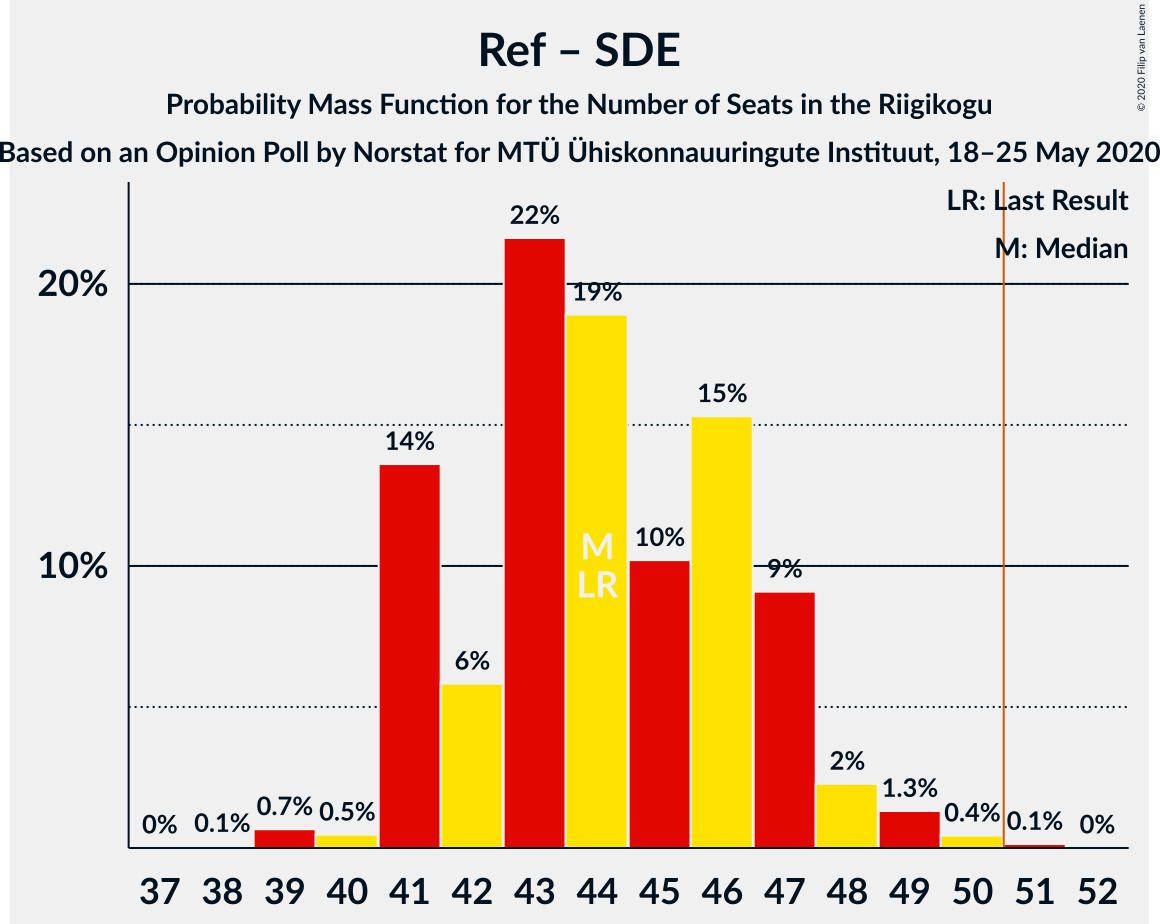 Ref – SDE
Probability Mass Function for the Number of Seats in the Riigikogu
Based on an Opinion Poll by Norstat for MTÜ Ühiskonnauuringute Instituut, 18–25 May 2020
© 2020 Filip van Laenen
LR: Last Result
M: Median
20%
10%
0%
0.1%
0.7%
0.5%
14%
6%
22%
19%
10%
15%
9%
2%
1.3%
0.4%
0.1%
0%
M
LR
37 38 39 40 41 42 43 44 45 46 47 48 49 50 51 52